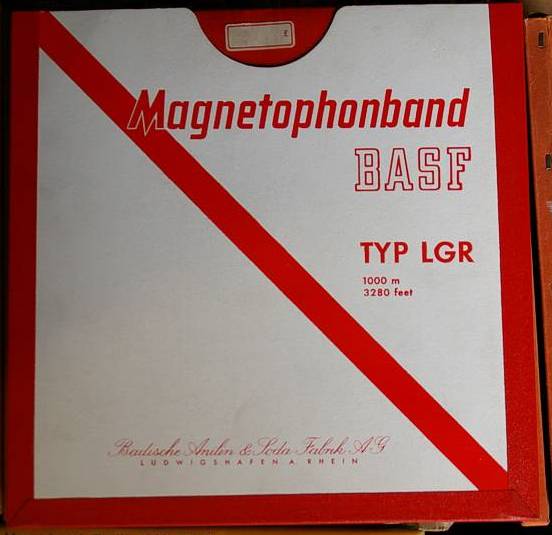 E
Magnetophonband
BASF
TYP LGR
1000 m
3280 feet
Badische Anilin & Soda-Fabrik AG
LUDWIGSHAFEN A. RHEIN